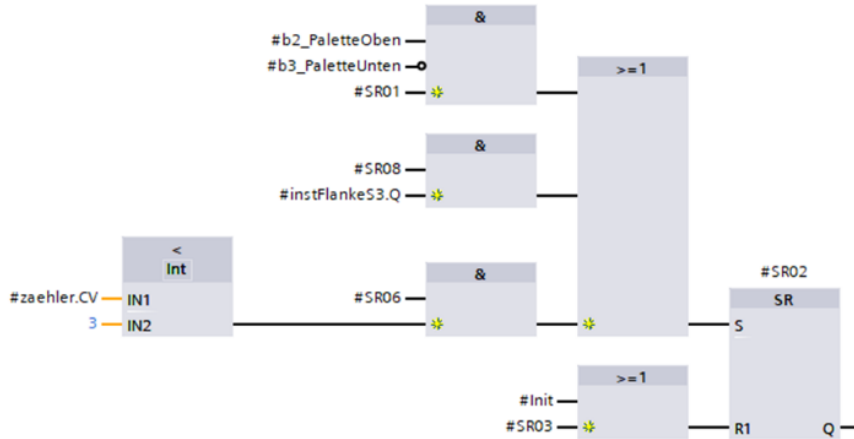 &
#b2_PaletteOben
#b3_PaletteUnten
#SR01
>=1
&
#SR08
#instFlankeS3.Q
<
Int
#zaehler.CV
IN1
3
IN2
&
#SR06
#SR02
SR
S
>=1
#Init
#SR03
R1
Q